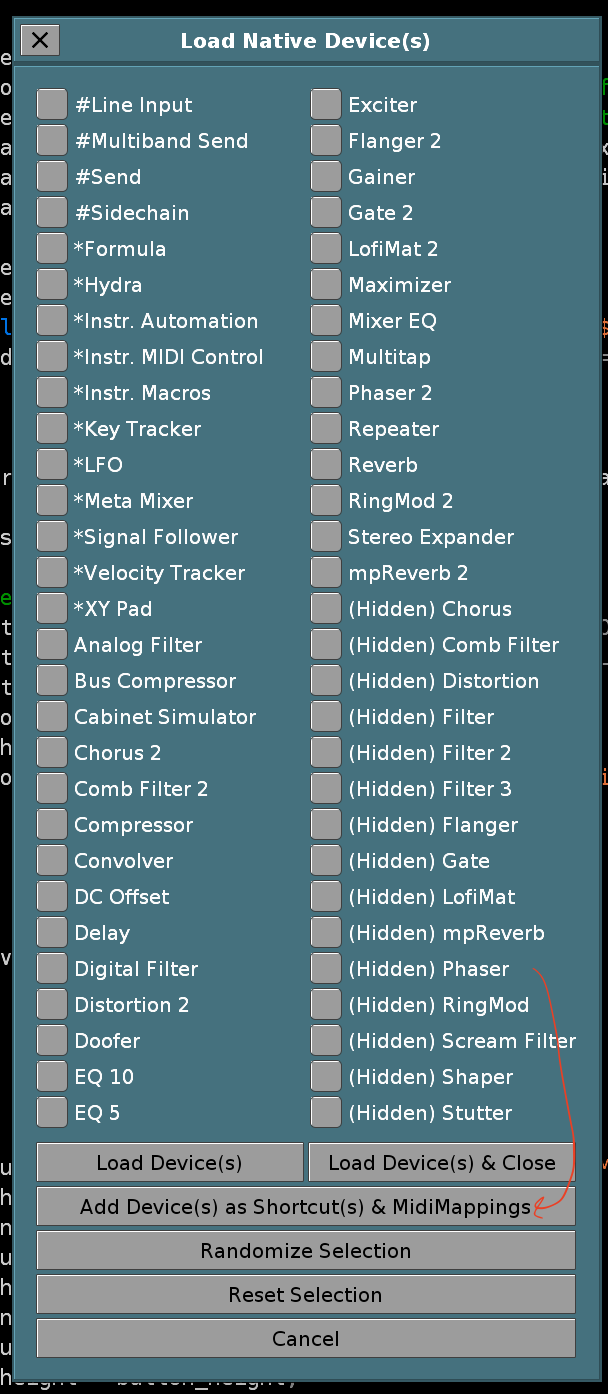 Load Native Device(s)
#Line Input
#Multiband Send
#Send
#Sidechain
*Formula
*Hydra
*Instr. Automation
*Instr. MIDI Control
*Instr. Macros
*Key Tracker
*LFO
*Meta Mixer
*Signal Follower
*Velocity Tracker
*XY Pad
Analog Filter
Bus Compressor
Cabinet Simulator
Chorus 2
Comb Filter 2
Compressor
Convolver
DC Offset
Delay
Digital Filter
Distortion 2
Doofer
EQ 10
EQ 5
Exciter
Flanger 2
Gainer
Gate 2
LofiMat 2
Maximizer
Mixer EQ
Multitap
Phaser 2
Repeater
Reverb
RingMod 2
Stereo Expander
mpReverb 2
(Hidden) Chorus
(Hidden) Comb Filter
(Hidden) Distortion
(Hidden) Filter
(Hidden) Filter 2
(Hidden) Filter 3
(Hidden) Flanger
(Hidden) Gate
(Hidden) LofiMat
(Hidden) mpReverb
(Hidden) Phaser
(Hidden) RingMod
(Hidden) Scream Filter
(Hidden) Shaper
(Hidden) Stutter
Load Device(s)
Load Device(s) & Close
Add Device(s) as Shortcut(s) & MidiMappings
Randomize Selection
Reset Selection
Cancel